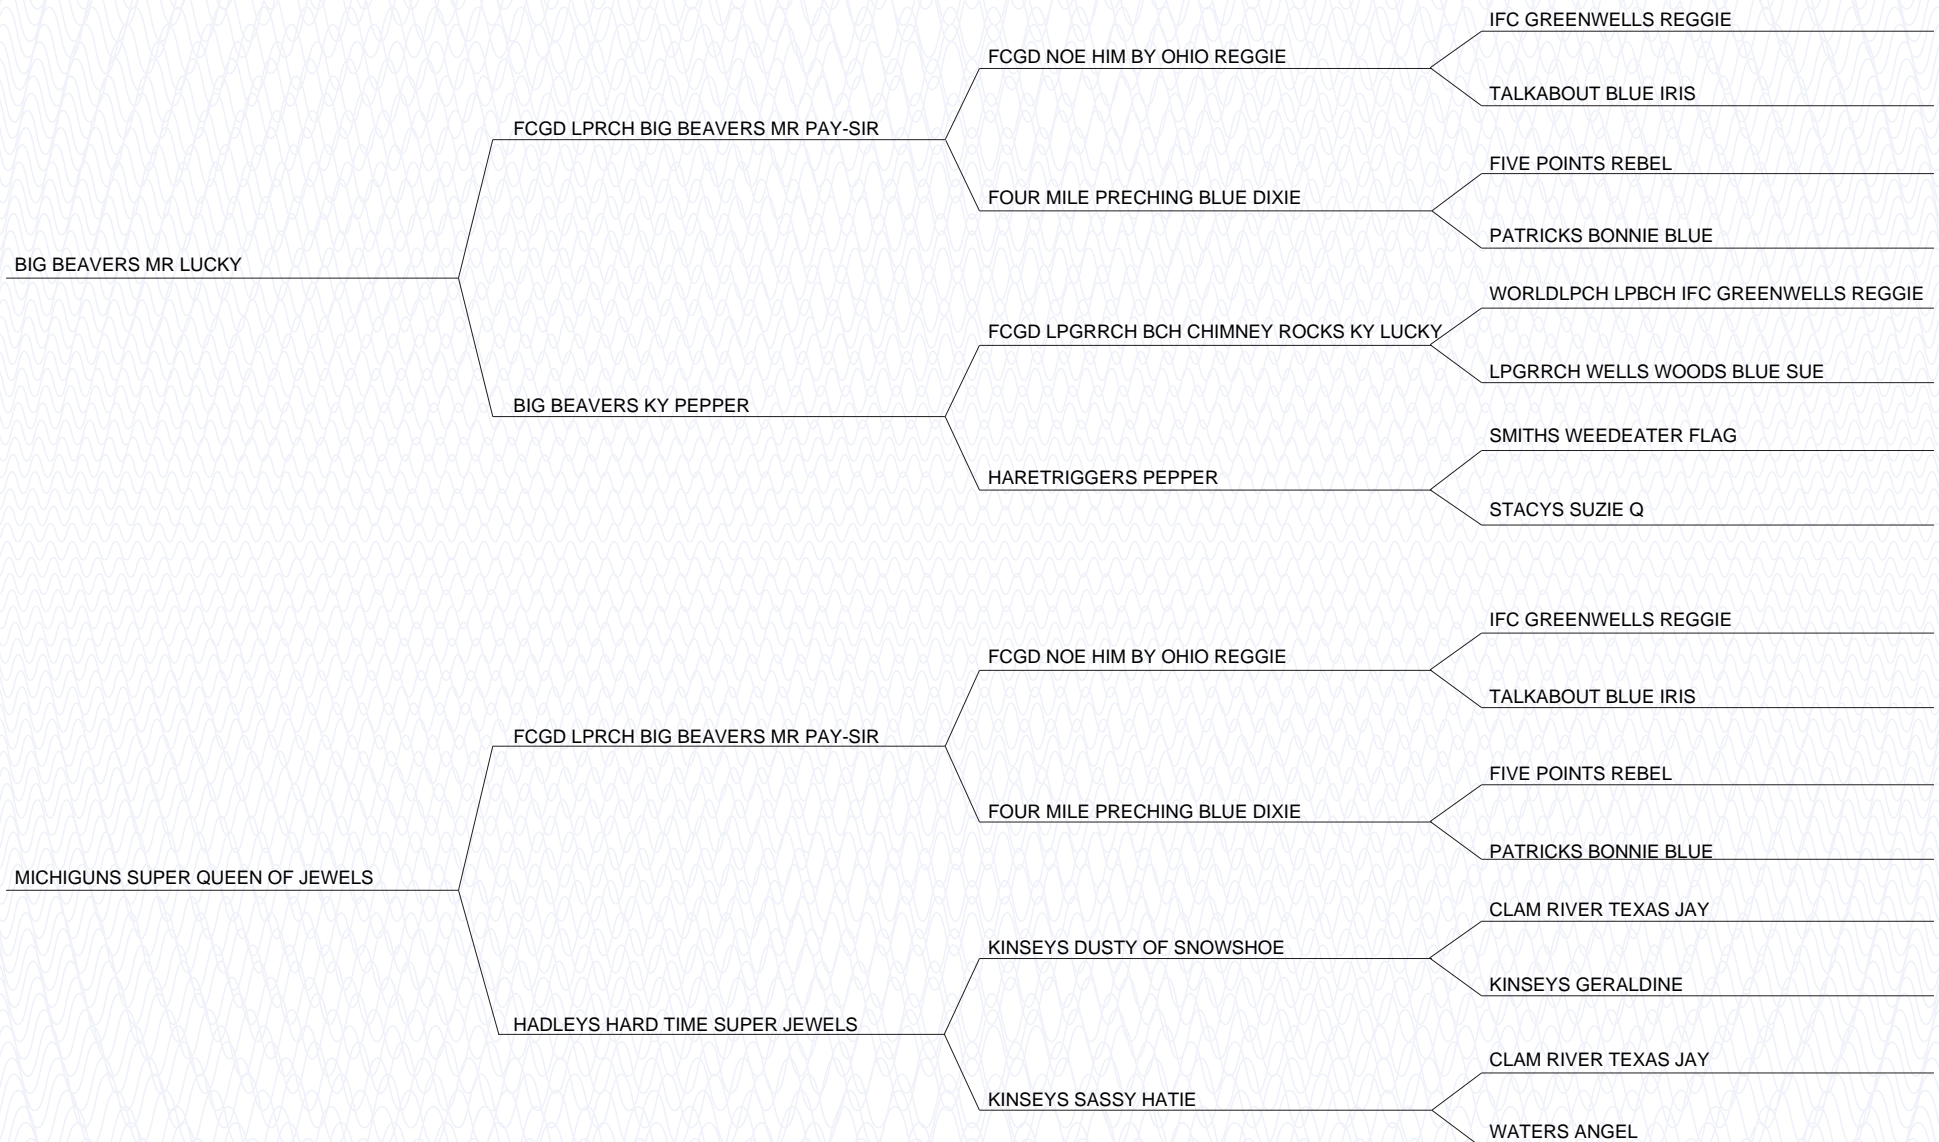 IFC GREENWELLS REGGIE
FCGD NOE HIM BY OHIO REGGIE
TALKABOUT BLUE IRIS
FCGD LPRCH BIG BEAVERS MR PAY-SIR
FIVE POINTS REBEL
FOUR MILE PRECHING BLUE DIXIE
PATRICKS BONNIE BLUE
BIG BEAVERS MR LUCKY
WORLDLPCH LPBCH IFC GREENWELLS REGGIE
FCGD LPGRRCH BCH CHIMNEY ROCKS KY LUCKY
LPGRRCH WELLS WOODS BLUE SUE
BIG BEAVERS KY PEPPER
SMITHS WEEDEATER FLAG
HARETRIGGERS PEPPER
STACYS SUZIE Q
IFC GREENWELLS REGGIE
FCGD NOE HIM BY OHIO REGGIE
TALKABOUT BLUE IRIS
FCGD LPRCH BIG BEAVERS MR PAY-SIR
FIVE POINTS REBEL
FOUR MILE PRECHING BLUE DIXIE
PATRICKS BONNIE BLUE
MICHIGUNS SUPER QUEEN OF JEWELS
CLAM RIVER TEXAS JAY
KINSEYS DUSTY OF SNOWSHOE
KINSEYS GERALDINE
HADLEYS HARD TIME SUPER JEWELS
CLAM RIVER TEXAS JAY
KINSEYS SASSY HATIE
WATERS ANGEL